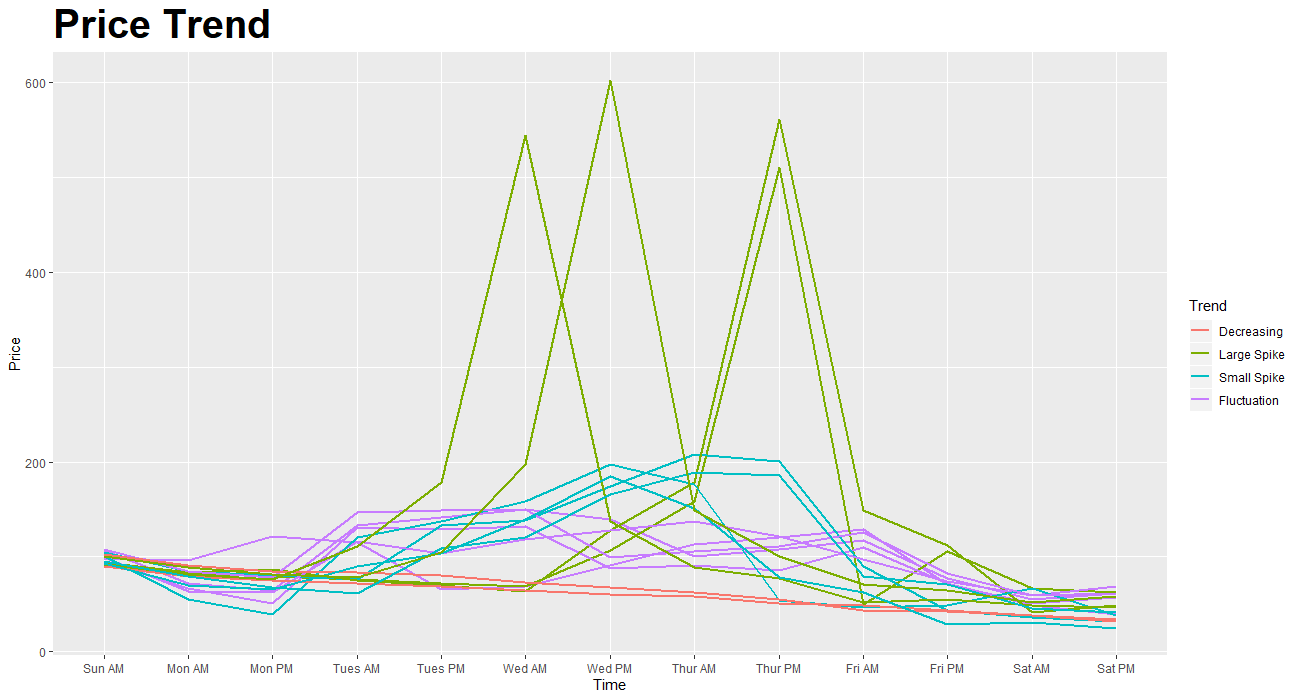 Price Trend
600
400
200
0
Price
Sun AM Mon AM Mon PM Tues AM Tues PM Wed AM Wed PM Thur AM Thur PM Fri AM Fri PM Sat AM Sat PM
Time
Trend
Decreasing
Large Spike
Small Spike
Fluctuation